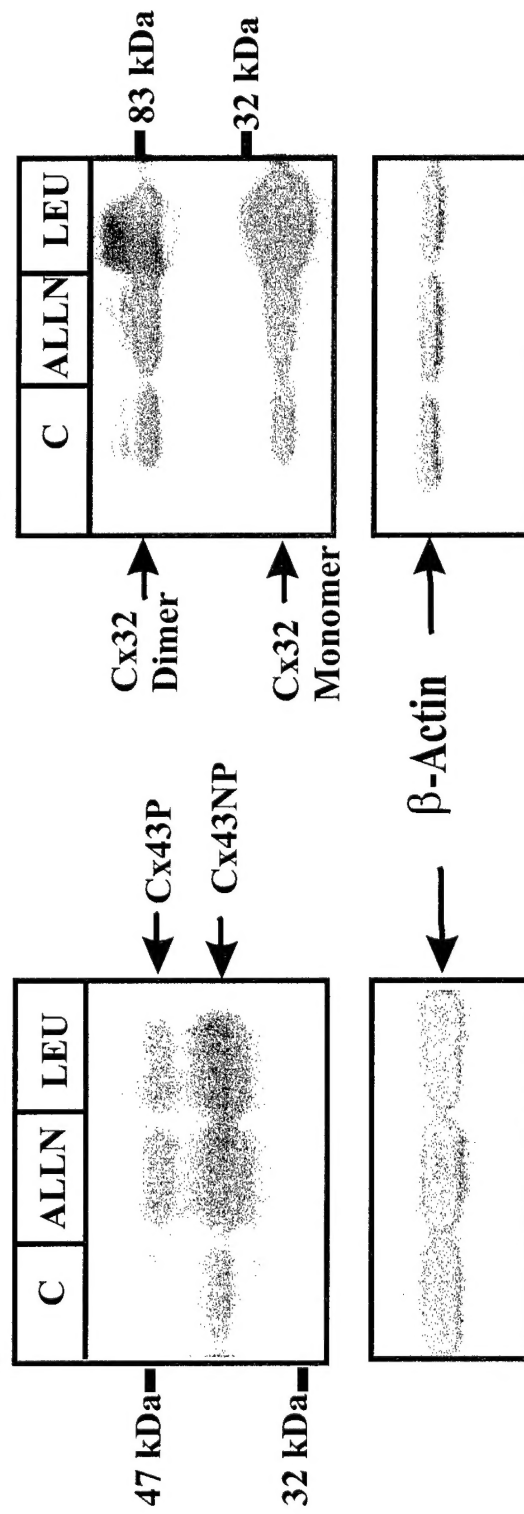 C ALLN LEU
47 kDa
32 kDa
Cx43P
Cx43NP
C ALLN LEU
Cx32
Dimer
Cx32
Monomer
83 kDa
32 kDa
β-Actin